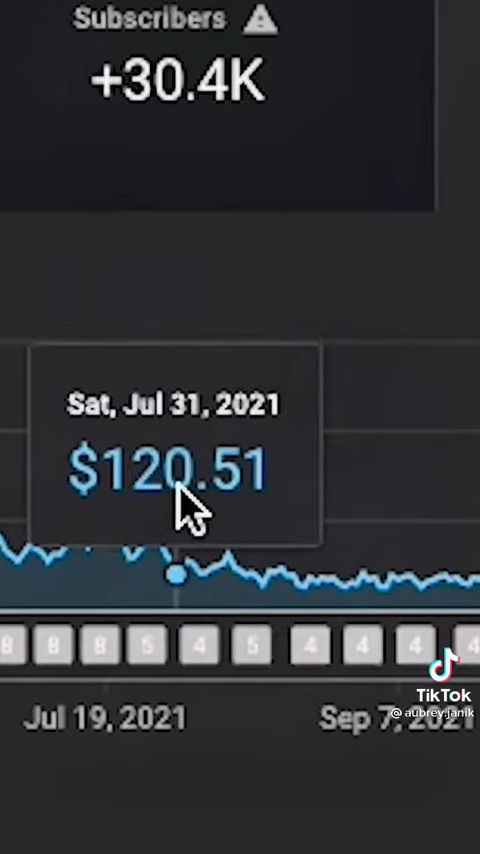 Subscribers
+30.4K
Sat, Jul 31, 2021
$120.51
8 8 8 5 4 5 4 4 4 4
TikTok
Jul 19, 2021 Sep 7, 2021
@ aubrey.janik